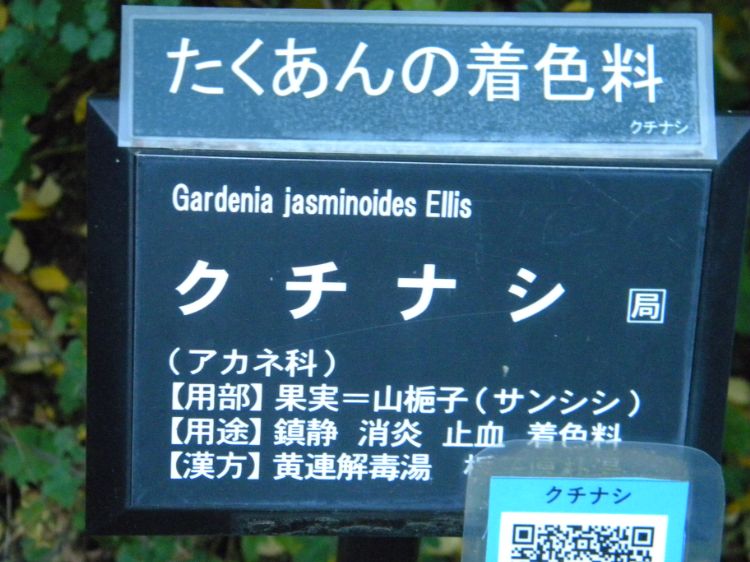 たくあんの着色料
クチナシ
Gardenia jasminoides Ellis
クチナシ 局
(アカネ科)
【用部】果実=山梔子(サンシシ)
【用途】鎮静 消炎 止血 着色料
【漢方】黄連解毒湯
クチナシ